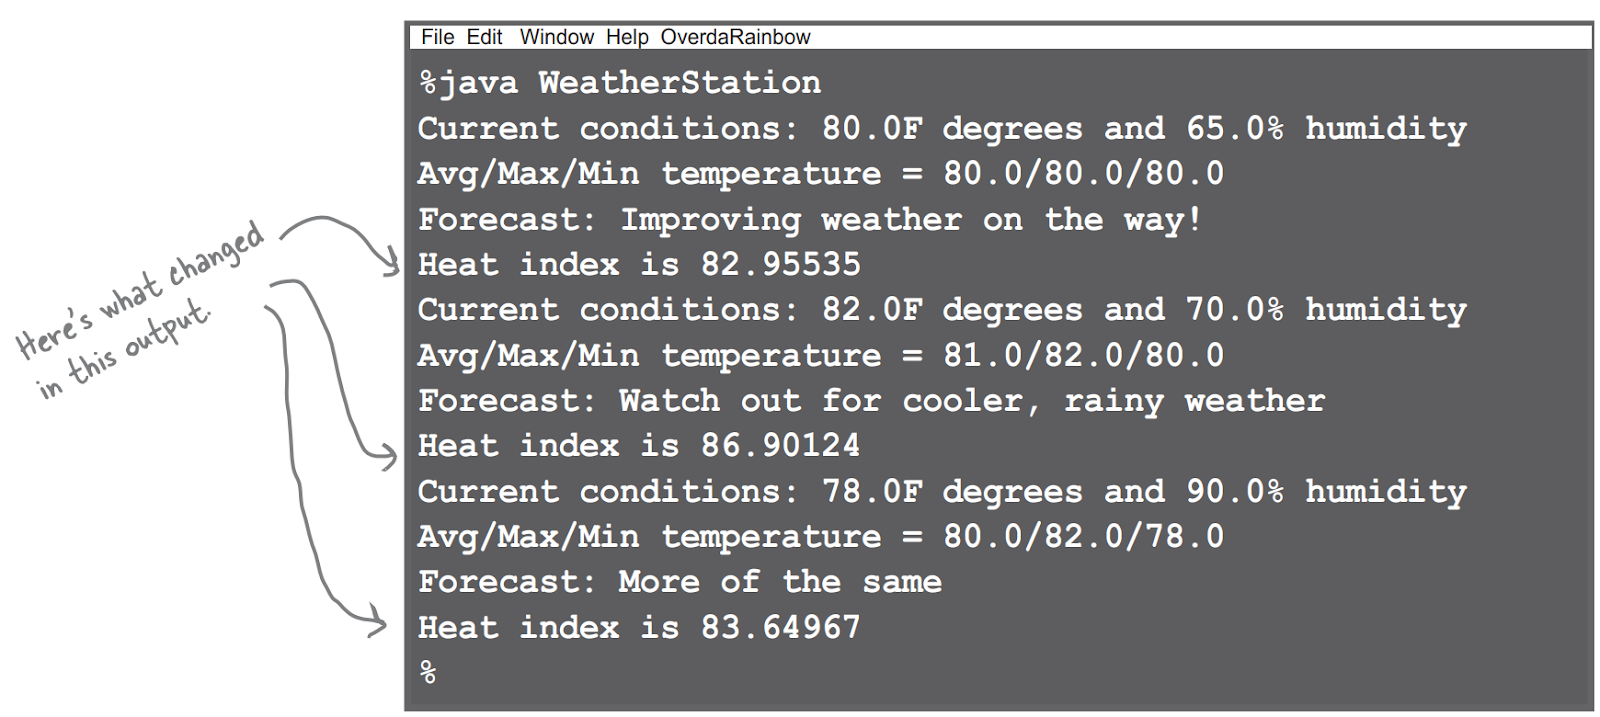 File Edit Window Help OverdaRainbow
%java WeatherStation
Current conditions: 80.0F degrees and 65.0% humidity
Avg/Max/Min temperature = 80.0/80.0/80.0
Forecast: Improving weather on the way!
Heat index is 82.95535
Current conditions: 82.0F degrees and 70.0% humidity
Avg/Max/Min temperature = 81.0/82.0/80.0
Forecast: Watch out for cooler, rainy weather
Heat index is 86.90124
Current conditions: 78.0F degrees and 90.0% humidity
Avg/Max/Min temperature = 80.0/82.0/78.0
Forecast: More of the same
Heat index is 83.64967
%
Here's what changed
in this output.